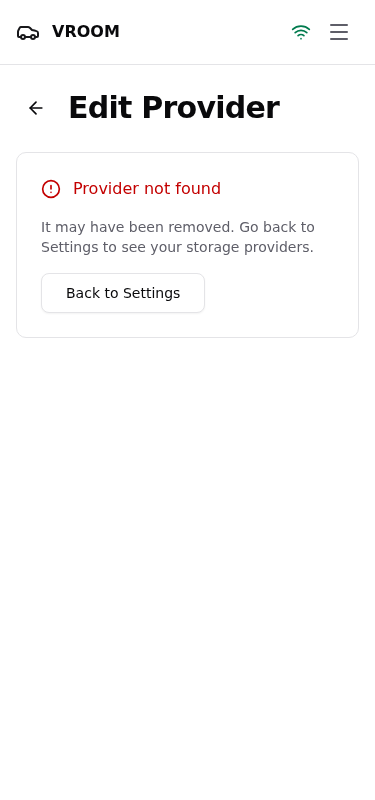 VROOM
Edit Provider
Provider not found
It may have been removed. Go back to
Settings to see your storage providers.
Back to Settings